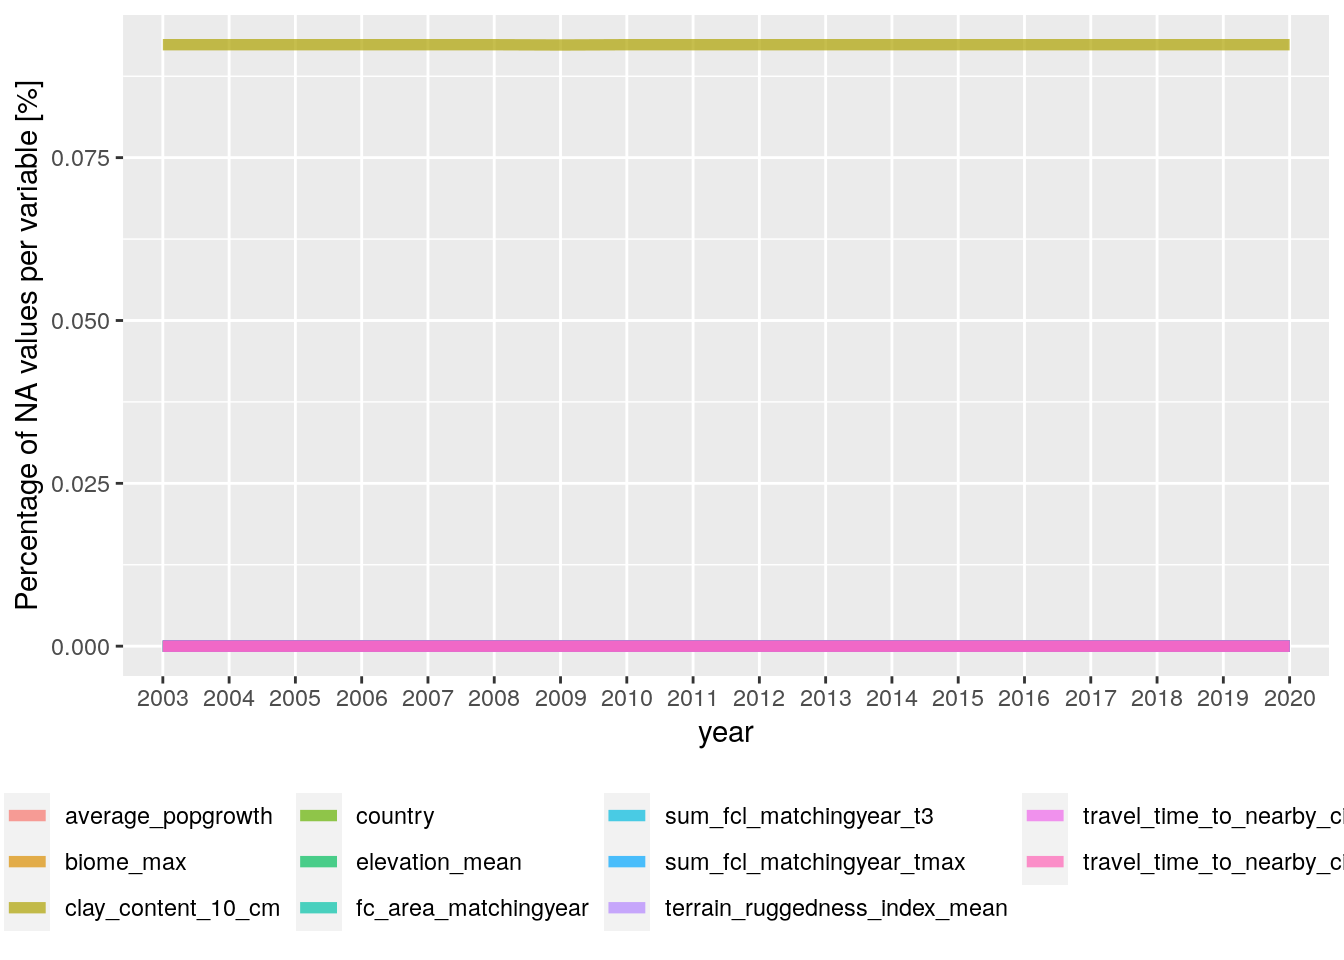 Percentage of NA values per variable [%]
0.075
0.050
0.025
0.000
2003 2004 2005 2006 2007 2008 2009 2010 2011 2012 2013 2014 2015 2016 2017 2018 2019 2020
year
average_popgrowth country sum_fcl_matchingyear_t3
biome_max elevation_mean sum_fcl_matchingyear_tmax
clay_content_10_cm fc_area_matchingyear terrain_ruggedness_index_mean